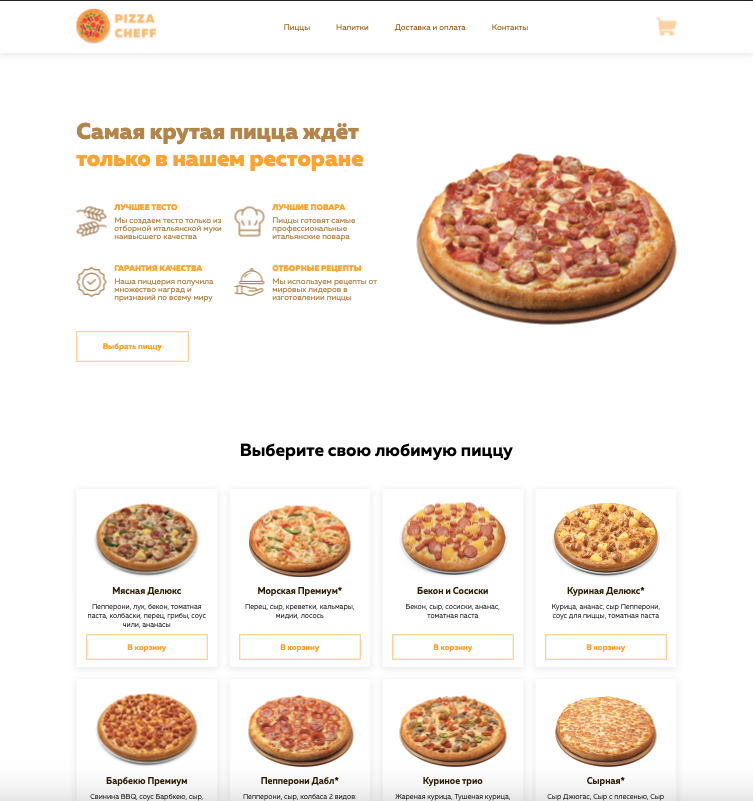 PIZZA
CHEFF
Пиццы Напитки Доставка и оплата Контакты
Самая крутая пицца ждёт
только в нашем ресторане
ЛУЧШЕЕ ТЕСТО
Мы создаем тесто только из
отборной итальянской муки
наивысшего качества
ЛУЧШИЕ ПОВАРА
Пиццы готовят самые
профессиональные
итальянские повара
ГАРАНТИЯ КАЧЕСТВА
Наша пиццерия получила
множество наград и
признаний по всему миру
ОТБОРНЫЕ РЕЦЕПТЫ
Мы используем рецепты от
мировых лидеров в
изготовлении пиццы
Выбрать пиццу
Выберите свою любимую пиццу
Мясная Делюкс
Пепперони, лук, бекон, томатная
паста, колбаски, перец, грибы, соус
чили, ананасы
В корзину
Морская Премиум*
Перец, сыр, креветки, кальмары,
мидии, лосось
В корзину
Бекон и Сосиски
Бекон, сыр, сосиски, ананас,
томатная паста
В корзину
Куриная Делюкс*
Курица, ананас, сыр Пепперони,
соус для пиццы, томатная паста
В корзину
Барбекю Премиум
Свинина BBQ, соус Барбекю, сыр,
Пепперони Дабл*
Пепперони, сыр, колбаса 2 видов:
Куриное трио
Жареная курица, Тушеная курица,
Сырная*
Сыр Джюгас, Сыр с плесенью, Сыр